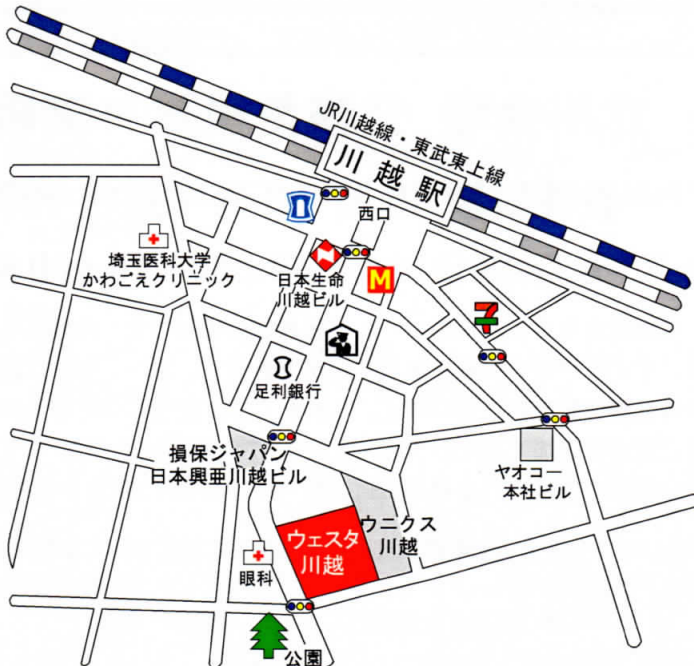 JR川越線・東武東上線
川越駅
西口
埼玉医科大学
かわごえクリニック
日本生命
川越ビル
M
7
足利銀行
損保ジャパン
日本興亜川越ビル
ヤオコー
本社ビル
ウェスタ
川越
ウニクス
川越
眼科
公園